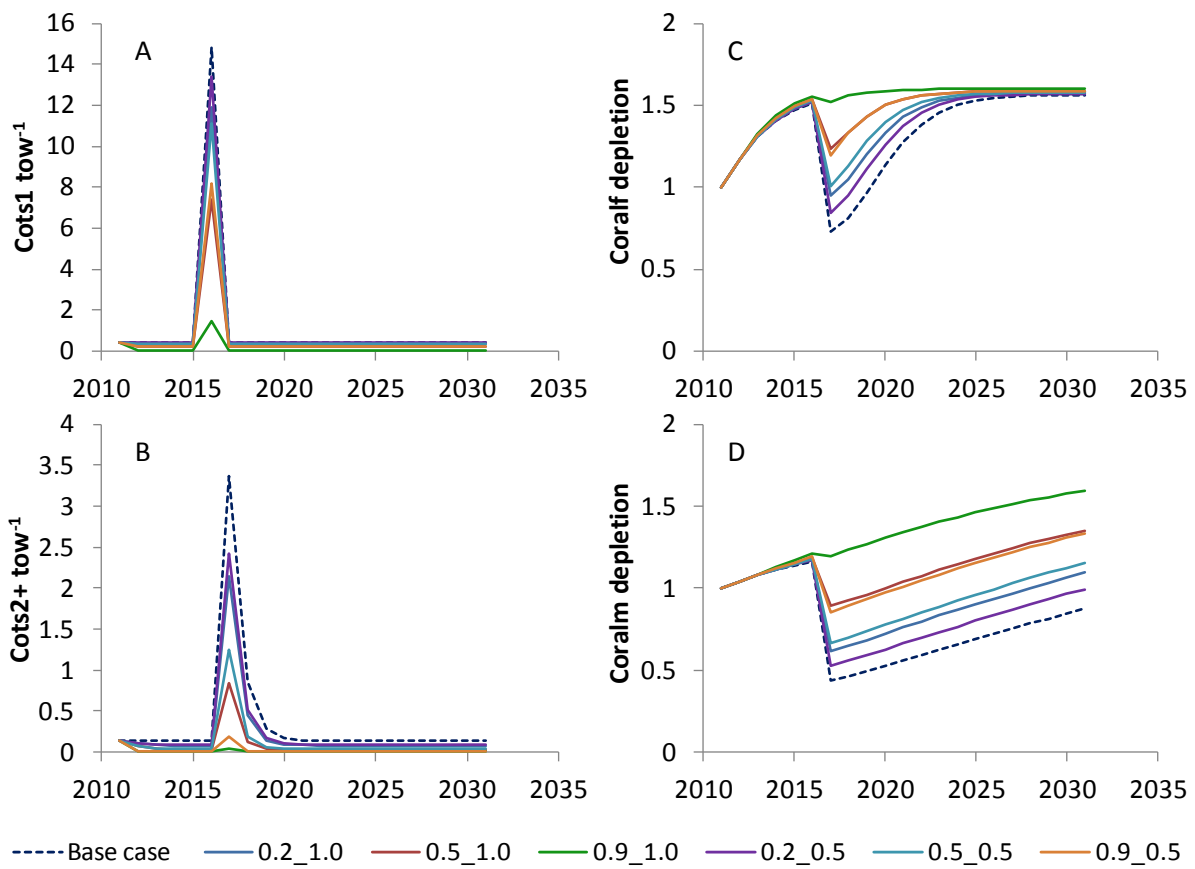 A
Cots1 tow-1
16
14
12
10
8
6
4
2
0
2010 2015 2020 2025 2030 2035
C
Coralf depletion
2
1.5
1
0.5
2010 2015 2020 2025 2030 2035
B
Cots2+ tow-1
4
3.5
3
2.5
2
1.5
1
0.5
0
2010 2015 2020 2025 2030 2035
D
Coralm depletion
2
1.5
1
0.5
0
2010 2015 2020 2025 2030 2035
Base case 0.2_1.0 0.5_1.0 0.9_1.0 0.2_0.5 0.5_0.5 0.9_0.5